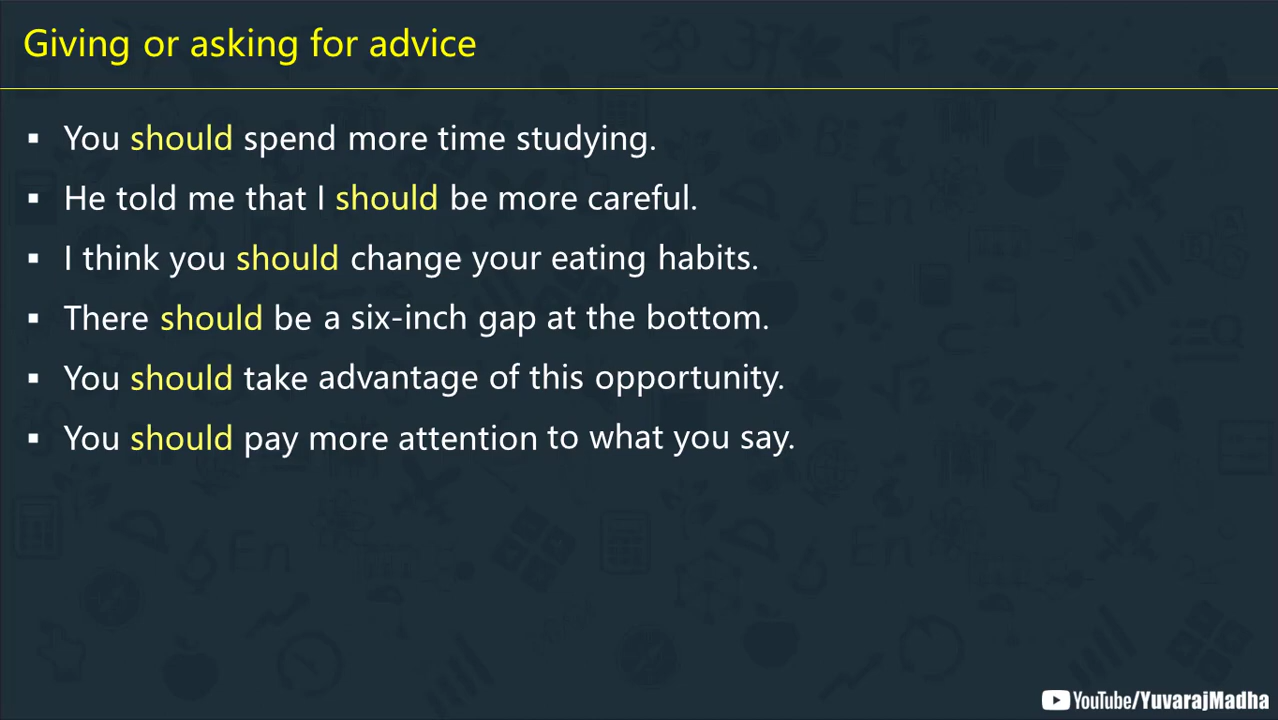 Giving or asking for advice
▪ You should spend more time studying.
▪ He told me that I should be more careful.
▪ I think you should change your eating habits.
▪ There should be a six-inch gap at the bottom.
▪ You should take advantage of this opportunity.
▪ You should pay more attention to what you say.
YouTube/YuvarajMadha